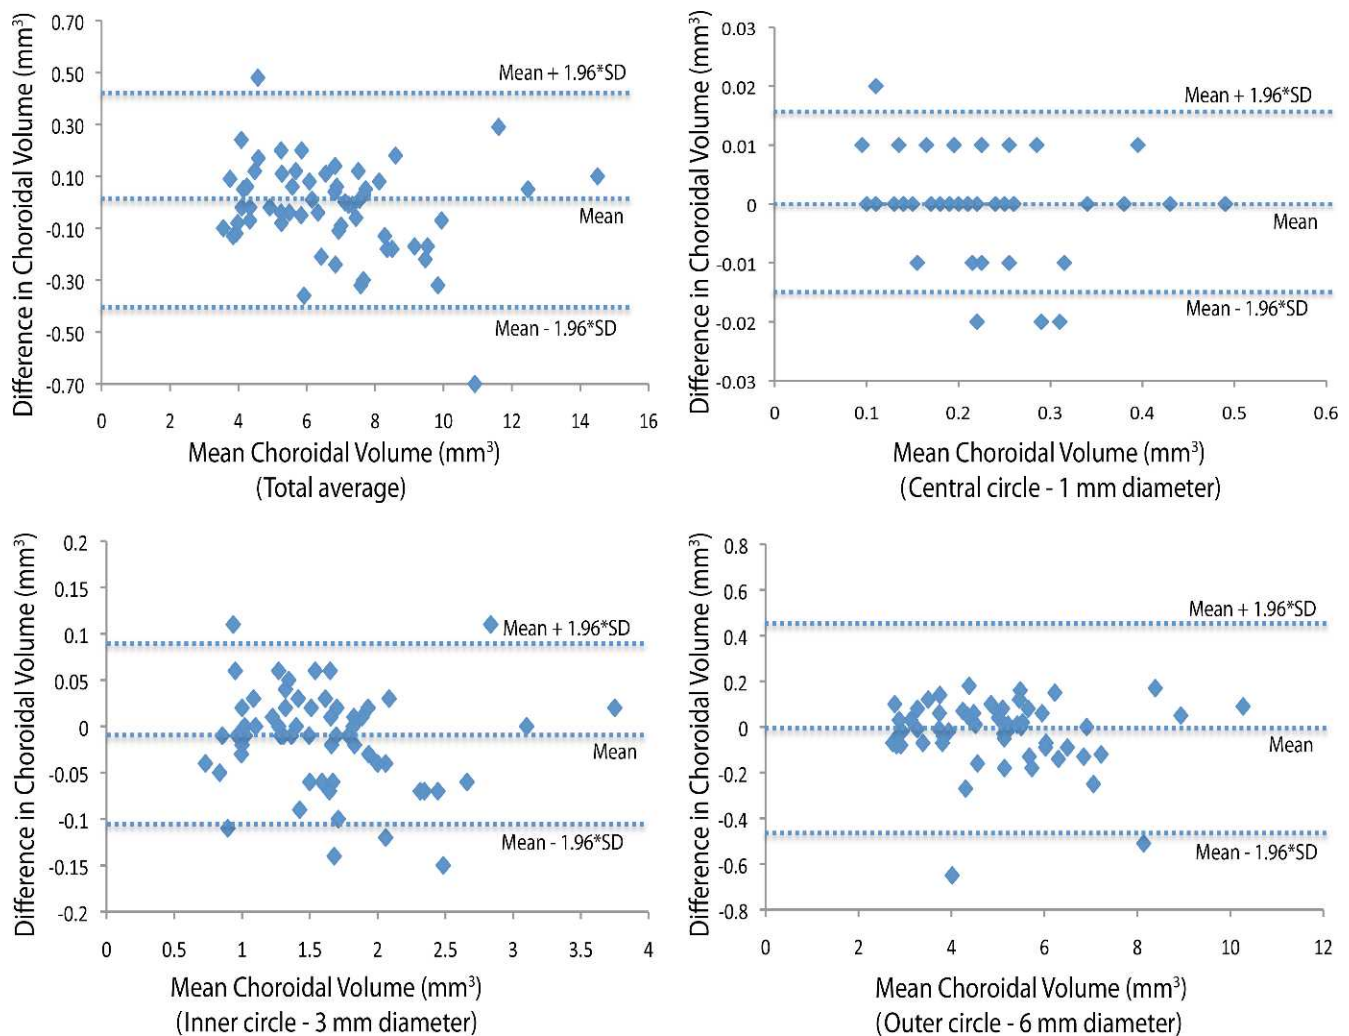 Difference in Choroidal Volume (mm³)
0.70
0.50
0.30
0.10
-0.10
-0.30
-0.50
-0.70
Mean + 1.96*SD
Mean
Mean - 1.96*SD
0 2 4 6 8 10 12 14 16
Mean Choroidal Volume (mm³)
(Total average)
Difference in Choroidal Volume (mm³)
0.03
0.02
0.01
0
-0.01
-0.02
-0.03
Mean + 1.96*SD
Mean
Mean - 1.96*SD
0 0.1 0.2 0.3 0.4 0.5 0.6
Mean Choroidal Volume (mm³)
(Central circle - 1 mm diameter)
Difference in Choroidal Volume (mm³)
0.2
0.15
0.1
0.05
0
-0.05
-0.1
-0.15
-0.2
Mean + 1.96*SD
Mean
Mean - 1.96*SD
0 0.5 1 1.5 2 2.5 3 3.5 4
Mean Choroidal Volume (mm³)
(Inner circle - 3 mm diameter)
Difference in Choroidal Volume (mm³)
0.8
0.6
0.4
0.2
0
-0.2
-0.4
-0.6
-0.8
Mean + 1.96*SD
Mean
Mean - 1.96*SD
0 2 4 6 8 10 12
Mean Choroidal Volume (mm³)
(Outer circle - 6 mm diameter)